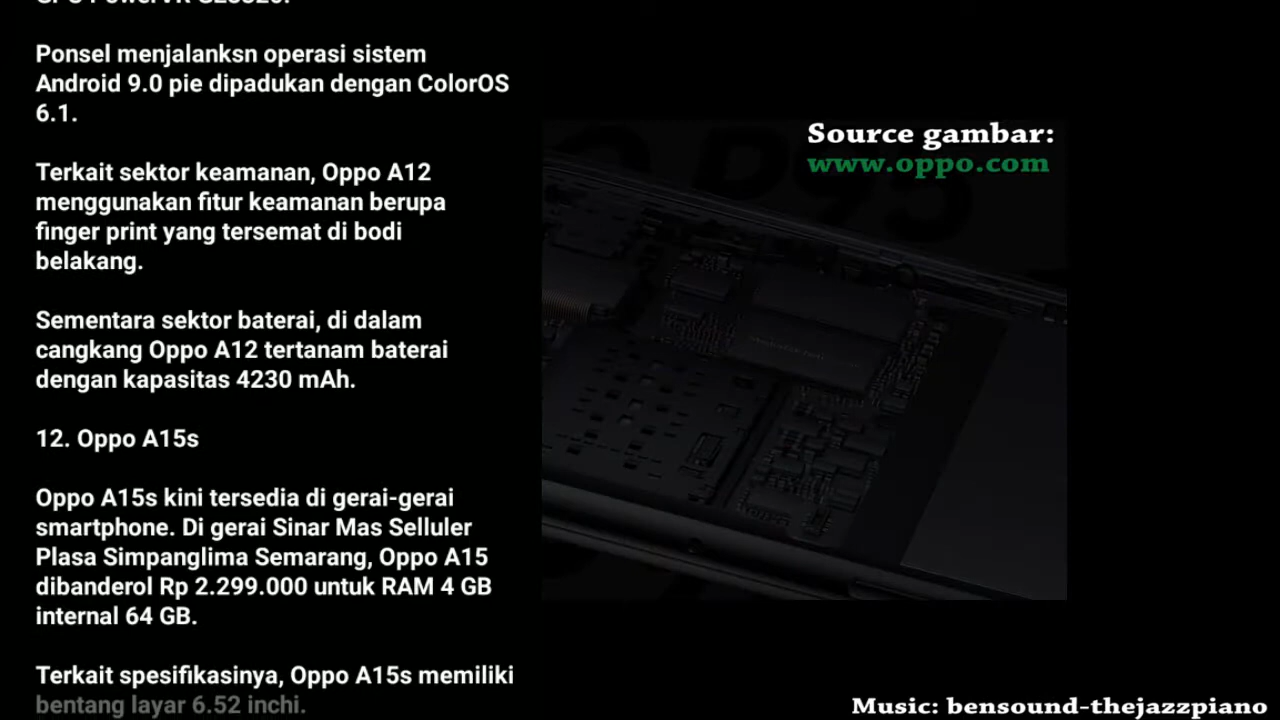 Ponsel menjalanksn operasi sistem
Android 9.0 pie dipadukan dengan ColorOS
6.1.
Terkait sektor keamanan, Oppo A12
menggunakan fitur keamanan berupa
finger print yang tersemat di bodi
belakang.
Sementara sektor baterai, di dalam
cangkang Oppo A12 tertanam baterai
dengan kapasitas 4230 mAh.
12. Oppo A15s
Oppo A15s kini tersedia di gerai-gerai
smartphone. Di gerai Sinar Mas Selluler
Plasa Simpanglima Semarang, Oppo A15
dibanderol Rp 2.299.000 untuk RAM 4 GB
internal 64 GB.
Terkait spesifikasinya, Oppo A15s memiliki
bentang layar 6.52 inchi.
Source gambar:
www.oppo.com
Music: bensound-thejazzpiano